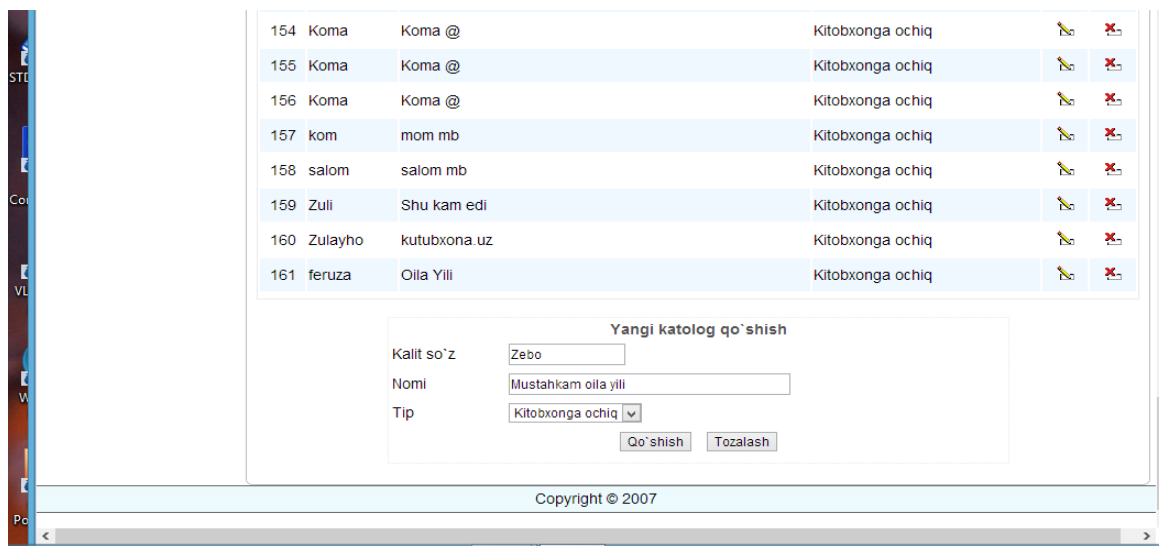 154 Koma Koma @ Kitobxonga ochiq
155 Koma Koma @ Kitobxonga ochiq
156 Koma Koma @ Kitobxonga ochiq
157 kom mom mb Kitobxonga ochiq
158 salom salom mb Kitobxonga ochiq
159 Zuli Shu kam edi Kitobxonga ochiq
160 Zulayho kutubxona.uz Kitobxonga ochiq
161 feruza Oila Yili Kitobxonga ochiq
Yangi katolog qo`shish
Kalit so`z Zebo
Nomi Mustahkam oila yili
Tip Kitobxonga ochiq
Qo`shish Tozalash
Copyright © 2007